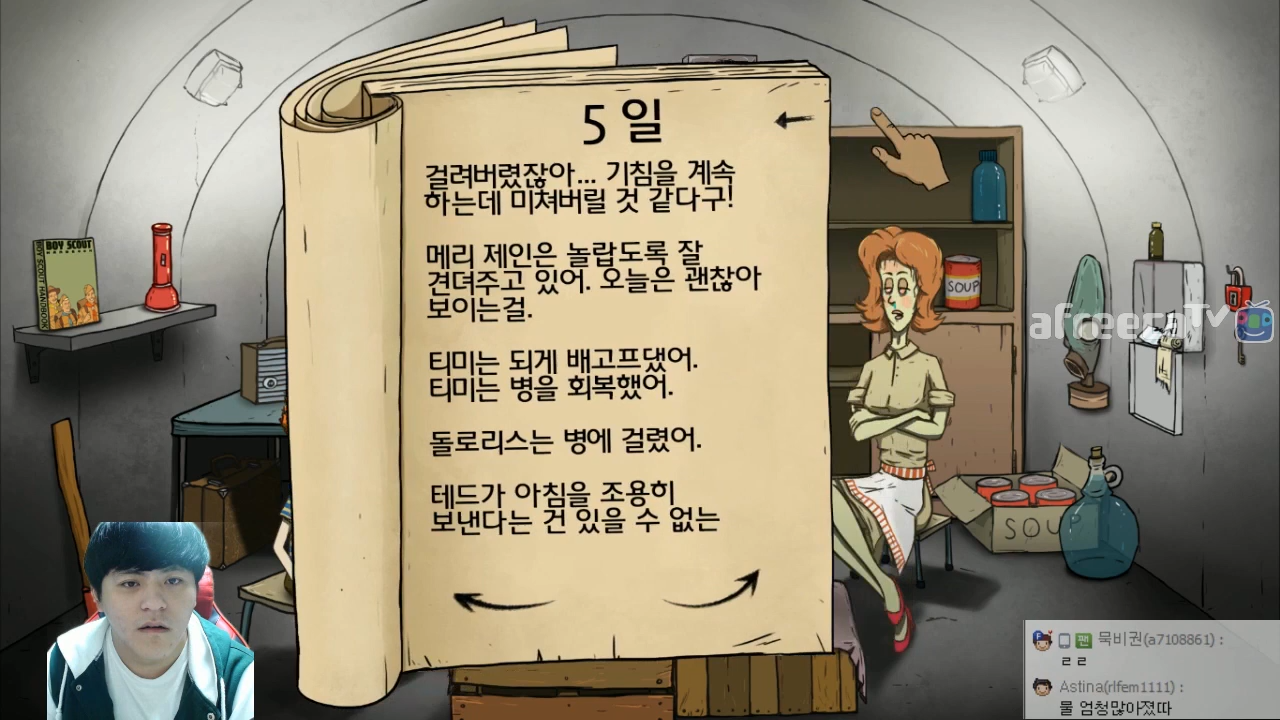 5 일
걸려버렸잖아... 기침을 계속
하는데 미쳐버릴 것 같다구!
메리 제인은 놀랍도록 잘
견뎌주고 있어. 오늘은 괜찮아
보이는걸.
티미는 되게 배고프댔어.
티미는 병을 회복했어.
돌로리스는 병에 걸렸어.
테드가 아침을 조용히
보낸다는 건 있을 수 없는
BOY SCOUT
BOY SCOUT HANDBOOK
SOUP
SOU
afreecaTV
팬 묵비권(a7108861) :
ㄹㄹ
Astina(rlfem1111) :
물 엄청많아졌따